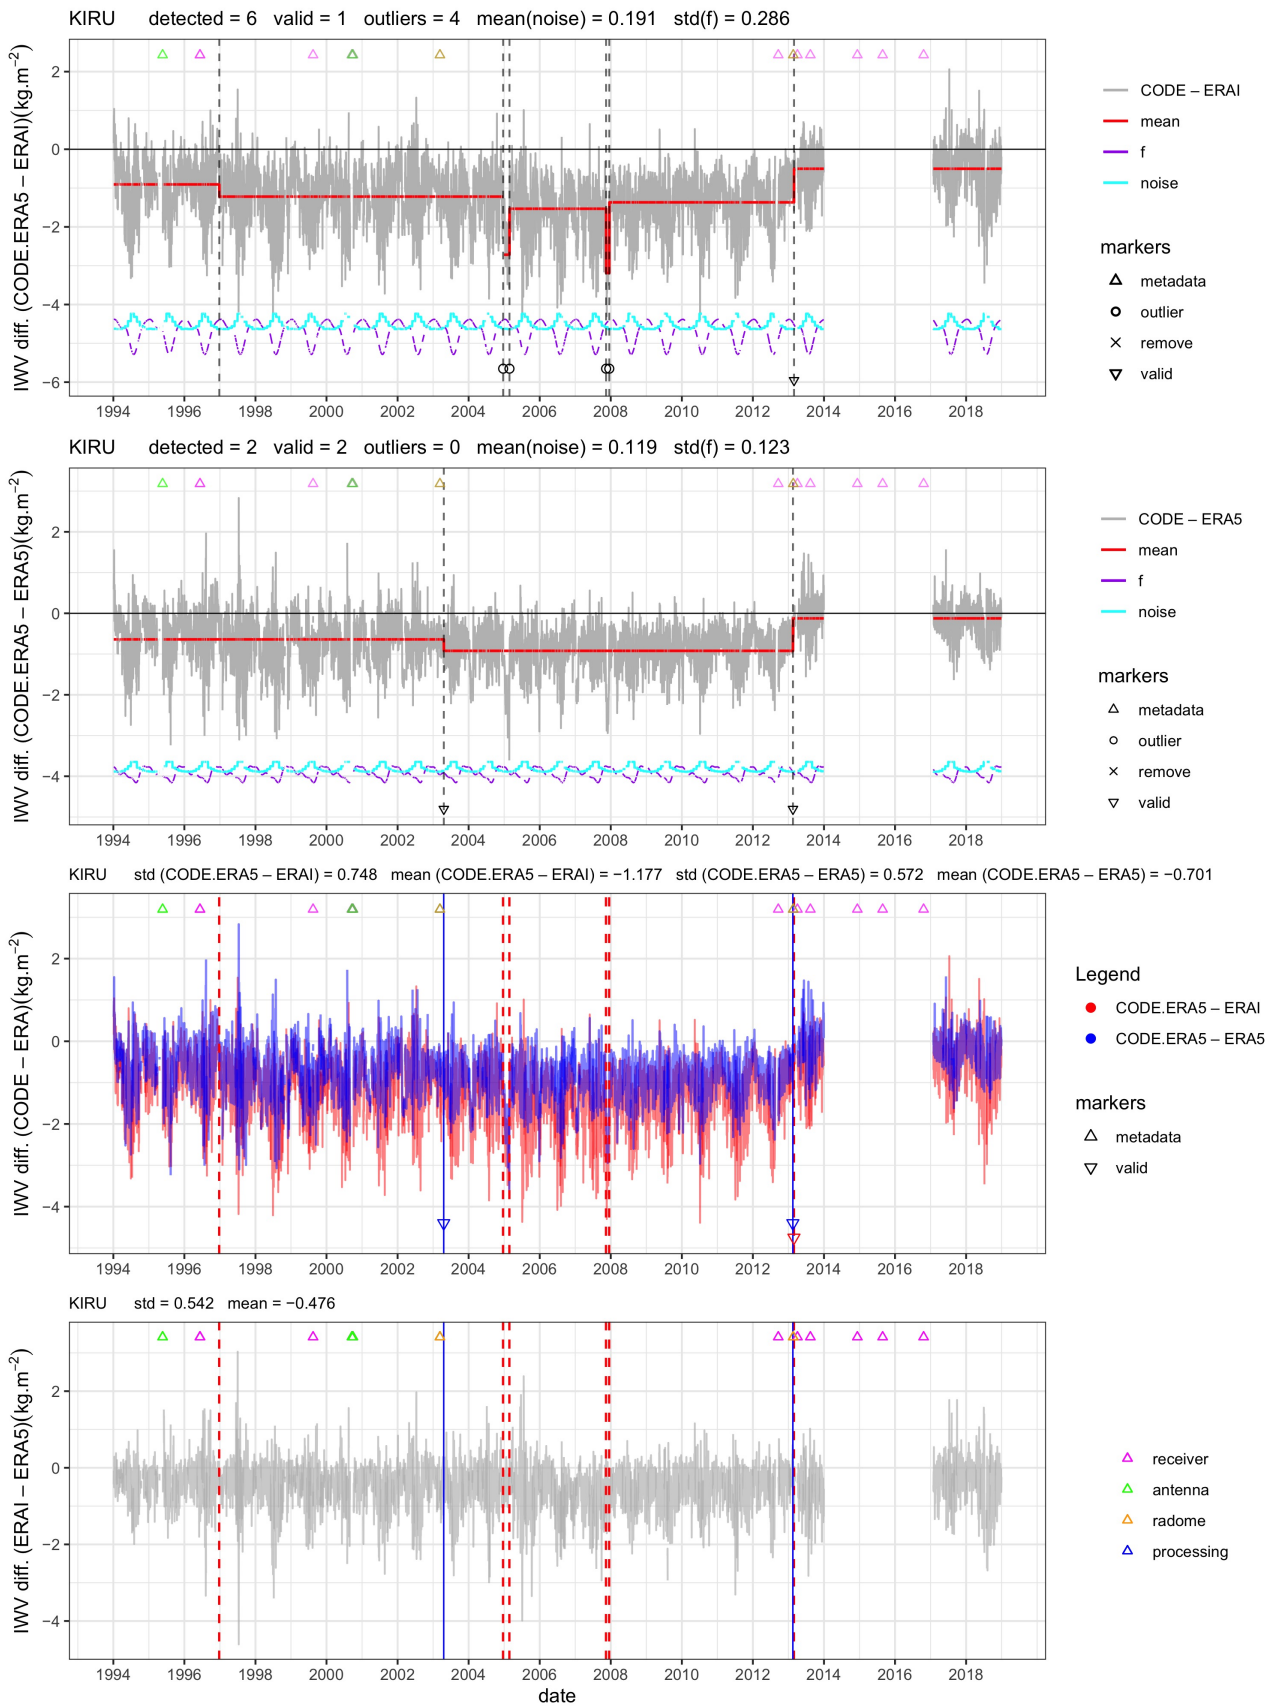 KIRU detected = 6 valid = 1 outliers = 4 mean(noise) = 0.191 std(f) = 0.286
IWV diff. (CODE.ERA5 – ERAI)(kg.m−2)
2
0
−2
−4
−6
1994 1996 1998 2000 2002 2004 2006 2008 2010 2012 2014 2016 2018
CODE – ERAI
mean
f
noise
markers
metadata
outlier
remove
valid
KIRU detected = 2 valid = 2 outliers = 0 mean(noise) = 0.119 std(f) = 0.123
IWV diff. (CODE.ERA5 – ERA5)(kg.m−2)
2
0
−2
−4
1994 1996 1998 2000 2002 2004 2006 2008 2010 2012 2014 2016 2018
CODE – ERA5
mean
f
noise
markers
metadata
outlier
remove
valid
KIRU std (CODE.ERA5 – ERAI) = 0.748 mean (CODE.ERA5 – ERAI) = −1.177 std (CODE.ERA5 – ERA5) = 0.572 mean (CODE.ERA5 – ERA5) = −0.701
IWV diff. (CODE – ERA)(kg.m−2)
2
0
−2
−4
1994 1996 1998 2000 2002 2004 2006 2008 2010 2012 2014 2016 2018
Legend
CODE.ERA5 – ERAI
CODE.ERA5 – ERA5
markers
metadata
valid
KIRU std = 0.542 mean = −0.476
IWV diff. (ERAI – ERA5)(kg.m−2)
2
0
−2
−4
1994 1996 1998 2000 2002 2004 2006 2008 2010 2012 2014 2016 2018
date
receiver
antenna
radome
processing